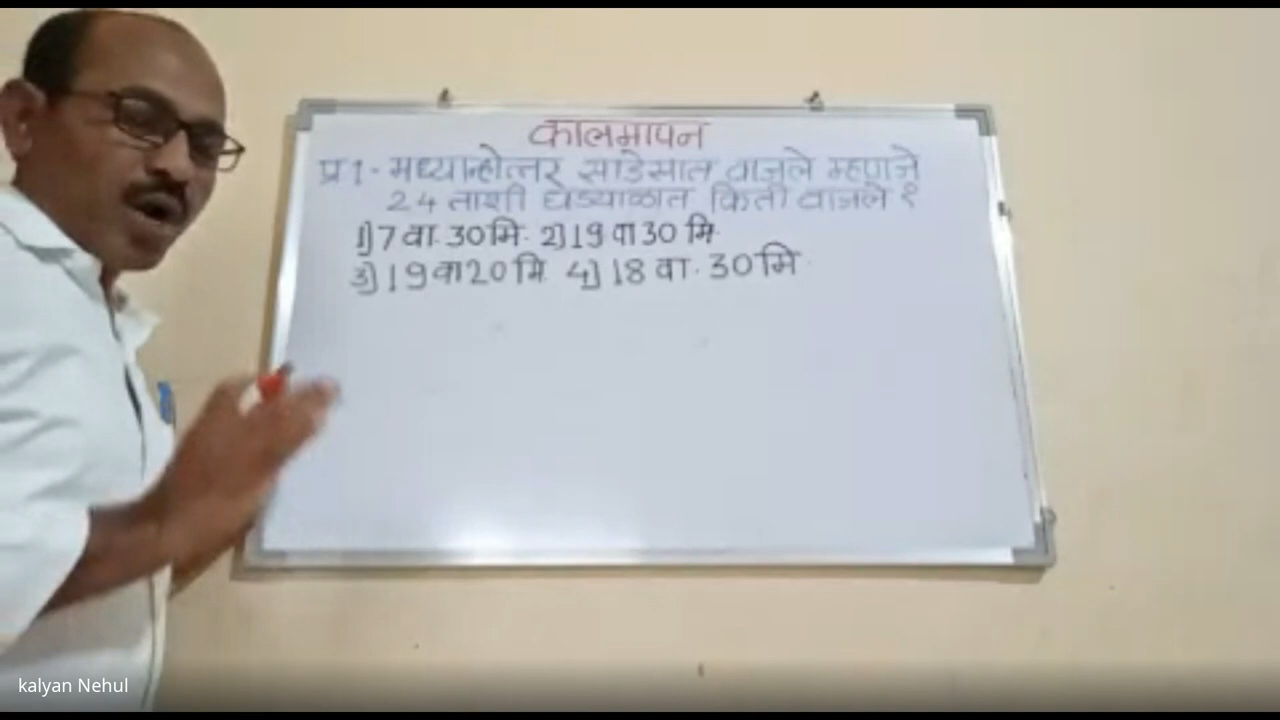 कालमापन
प्र 1 - मध्यान्होत्तर साडेसात वाजले म्हणजे
24 ताशी घड्याळात किती वाजले ?
1) 7 वा. 30 मि. 2) 19 वा 30 मि.
3) 19 वा 20 मि 4) 18 वा. 30 मि.
kalyan Nehul